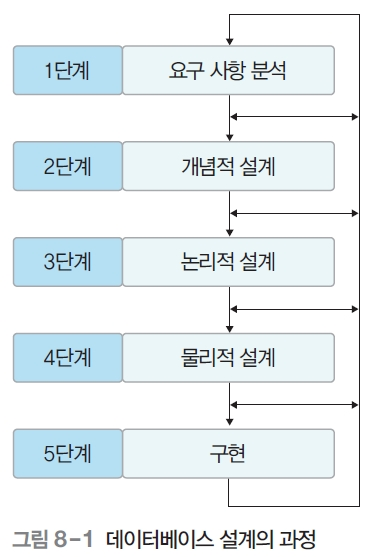 1단계 요구 사항 분석
2단계 개념적 설계
3단계 논리적 설계
4단계 물리적 설계
5단계 구현
그림 8-1 데이터베이스 설계의 과정